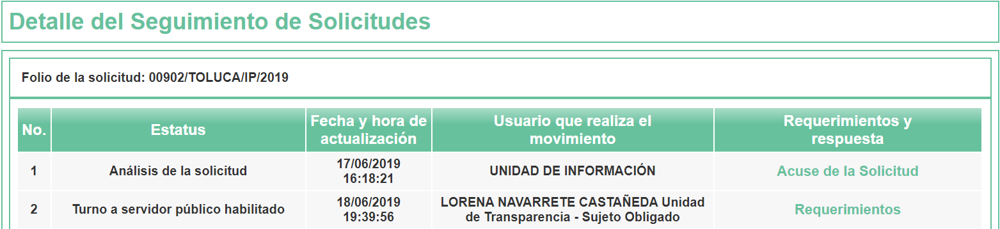 Detalle del Seguimiento de Solicitudes
Folio de la solicitud: 00902/TOLUCA/IP/2019
No.
Estatus
Fecha y hora de
actualización
Usuario que realiza el
movimiento
Requerimientos y
respuesta
1
Análisis de la solicitud
17/06/2019
16:18:21
UNIDAD DE INFORMACIÓN
Acuse de la Solicitud
2
Turno a servidor público habilitado
18/06/2019
19:39:56
LORENA NAVARRETE CASTAÑEDA Unidad
de Transparencia - Sujeto Obligado
Requerimientos